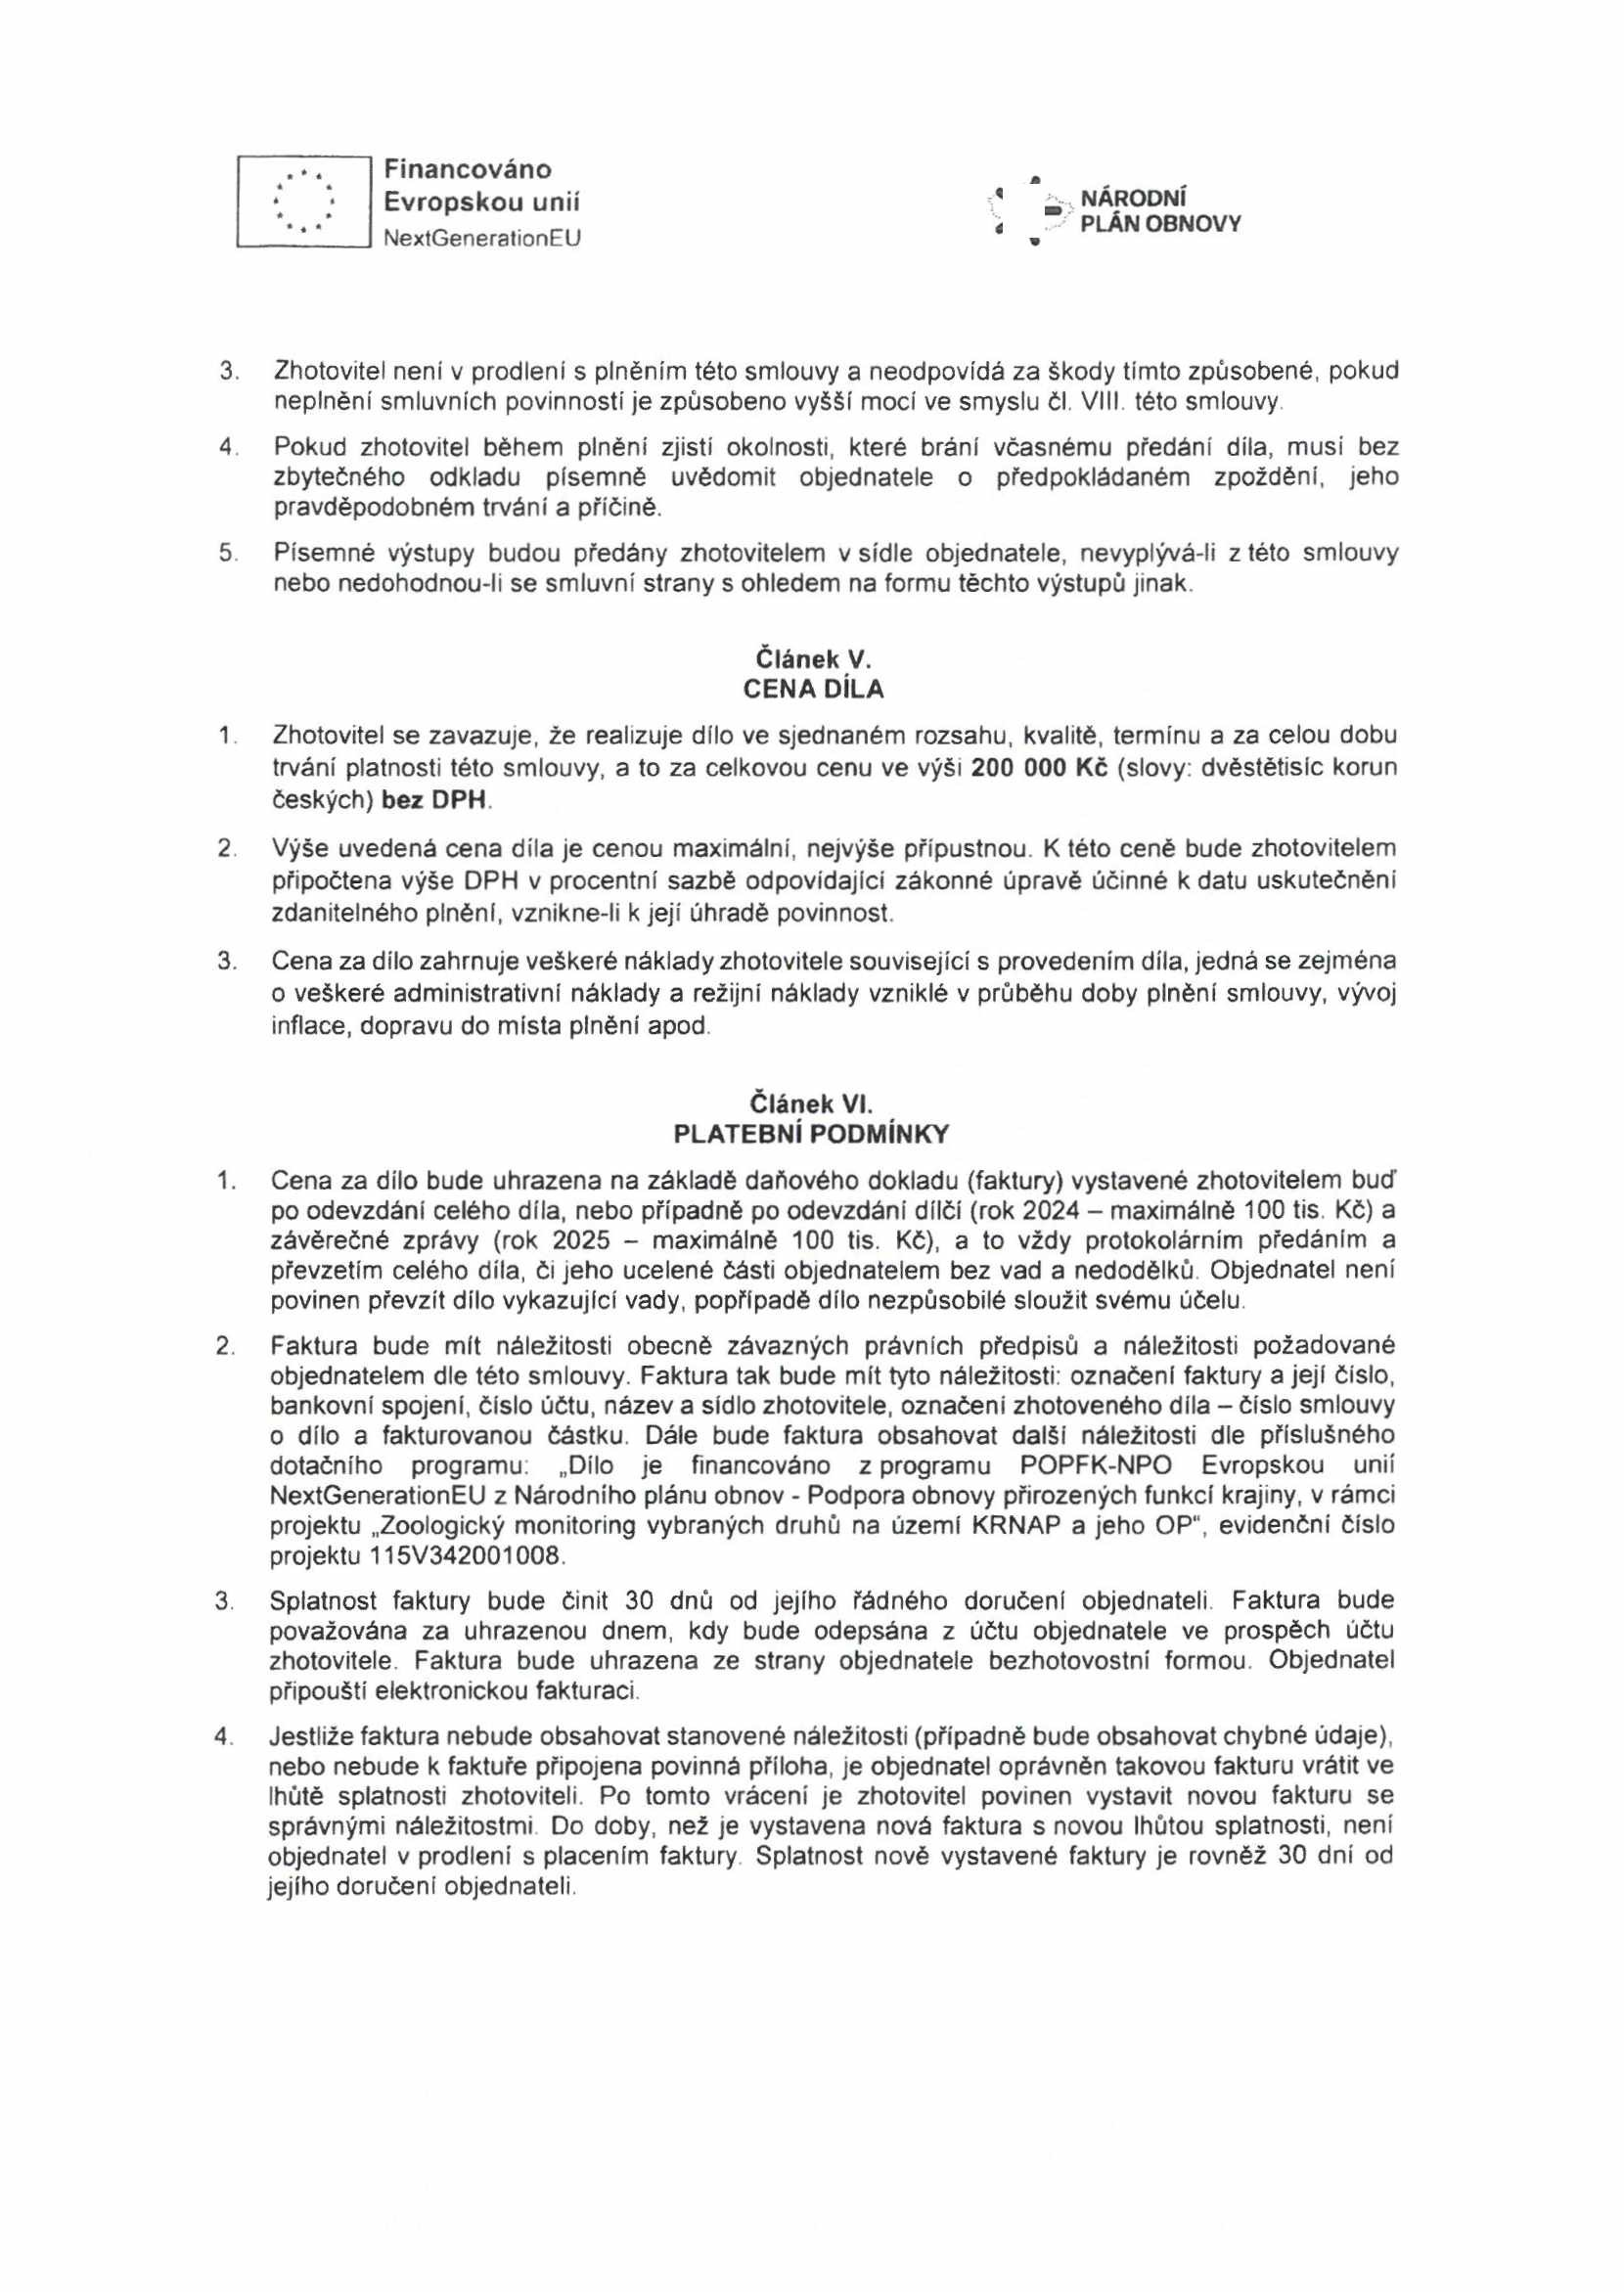 Financováno
Evropskou unií
NextGenerationEU
NÁRODNÍ
PLÁN OBNOVY
3. Zhotovitel není v prodlení s plněním této smlouvy a neodpovídá za škody tímto způsobené, pokud
neplnění smluvních povinností je způsobeno vyšší mocí ve smyslu čl. VIII. této smlouvy.
4. Pokud zhotovitel během plnění zjistí okolnosti, které brání včasnému předání díla, musí bez
zbytečného odkladu písemně uvědomit objednatele o předpokládaném zpoždění, jeho
pravděpodobném trvání a příčině.
5. Písemné výstupy budou předány zhotovitelem v sídle objednatele, nevyplývá-li z této smlouvy
nebo nedohodnou-li se smluvní strany s ohledem na formu těchto výstupů jinak.
Článek V.
CENA DÍLA
1. Zhotovitel se zavazuje, že realizuje dílo ve sjednaném rozsahu, kvalitě, termínu a za celou dobu
trvání platnosti této smlouvy, a to za celkovou cenu ve výši 200 000 Kč (slovy: dvěstětisíc korun
českých) bez DPH.
2. Výše uvedená cena díla je cenou maximální, nejvýše přípustnou. K této ceně bude zhotovitelem
připočtena výše DPH v procentní sazbě odpovídající zákonné úpravě účinné k datu uskutečnění
zdanitelného plnění, vznikne-li k její úhradě povinnost.
3. Cena za dílo zahrnuje veškeré náklady zhotovitele související s provedením díla, jedná se zejména
o veškeré administrativní náklady a režijní náklady vzniklé v průběhu doby plnění smlouvy, vývoj
inflace, dopravu do místa plnění apod.
Článek VI.
PLATEBNÍ PODMÍNKY
1. Cena za dílo bude uhrazena na základě daňového dokladu (faktury) vystavené zhotovitelem buď
po odevzdání celého díla, nebo případně po odevzdání dílčí (rok 2024 – maximálně 100 tis. Kč) a
závěrečné zprávy (rok 2025 – maximálně 100 tis. Kč), a to vždy protokolárním předáním a
převzetím celého díla, či jeho ucelené části objednatelem bez vad a nedodělků. Objednatel není
povinen převzít dílo vykazující vady, popřípadě dílo nezpůsobilé sloužit svému účelu.
2. Faktura bude mít náležitosti obecně závazných právních předpisů a náležitosti požadované
objednatelem dle této smlouvy. Faktura tak bude mít tyto náležitosti: označení faktury a její číslo,
bankovní spojení, číslo účtu, název a sídlo zhotovitele, označení zhotoveného díla – číslo smlouvy
o dílo a fakturovanou částku. Dále bude faktura obsahovat další náležitosti dle příslušného
dotačního programu: „Dílo je financováno z programu POPFK-NPO Evropskou unií
NextGenerationEU z Národního plánu obnov - Podpora obnovy přirozených funkcí krajiny, v rámci
projektu „Zoologický monitoring vybraných druhů na území KRNAP a jeho OP“, evidenční číslo
projektu 115V342001008.
3. Splatnost faktury bude činit 30 dnů od jejího řádného doručení objednateli. Faktura bude
považována za uhrazenou dnem, kdy bude odepsána z účtu objednatele ve prospěch účtu
zhotovitele. Faktura bude uhrazena ze strany objednatele bezhotovostní formou. Objednatel
připouští elektronickou fakturaci.
4. Jestliže faktura nebude obsahovat stanovené náležitosti (případně bude obsahovat chybné údaje),
nebo nebude k faktuře připojena povinná příloha, je objednatel oprávněn takovou fakturu vrátit ve
lhůtě splatnosti zhotoviteli. Po tomto vrácení je zhotovitel povinen vystavit novou fakturu se
správnými náležitostmi. Do doby, než je vystavena nová faktura s novou lhůtou splatnosti, není
objednatel v prodlení s placením faktury. Splatnost nově vystavené faktury je rovněž 30 dní od
jejího doručení objednateli.